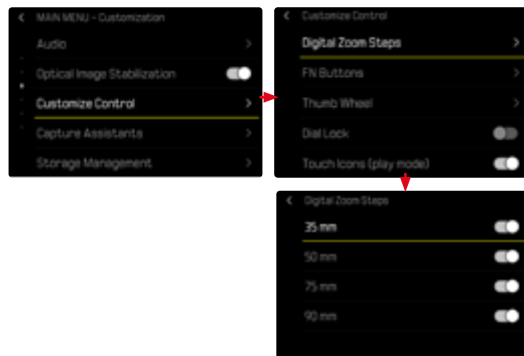 MAIN MENU - Customization
Audio
Optical Image Stabilization
Customize Control
Capture Assistants
Storage Management
Customize Control
Digital Zoom Steps
FN Buttons
Thumb Wheel
Dial Lock
Touch Icons (play mode)
Digital Zoom Steps
35 mm
50 mm
75 mm
90 mm